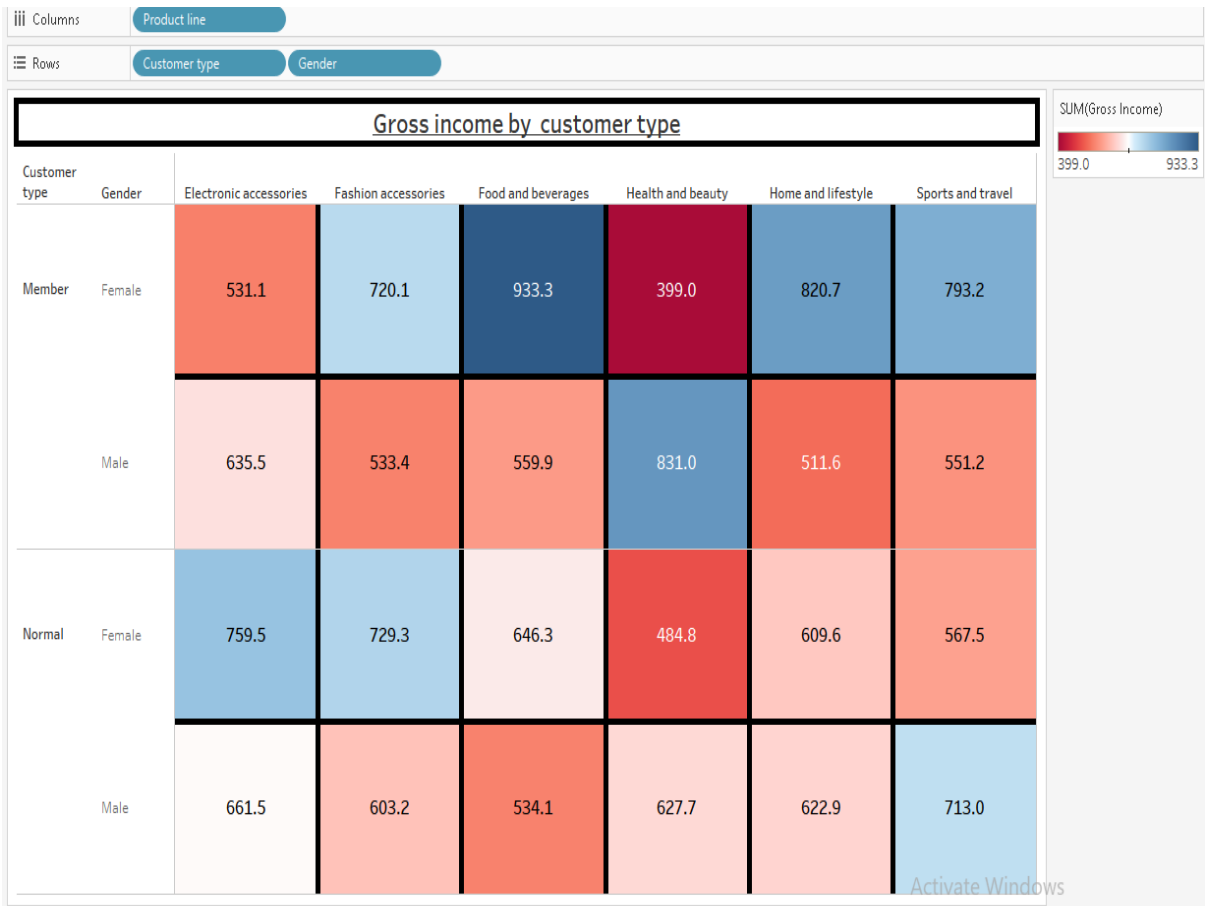 Columns Product line
Rows Customer type Gender
Gross income by customer type
SUM(Gross Income)
399.0 933.3
Customer
type Gender Electronic accessories Fashion accessories Food and beverages Health and beauty Home and lifestyle Sports and travel
Member Female 531.1 720.1 933.3 399.0 820.7 793.2
Male 635.5 533.4 559.9 831.0 511.6 551.2
Normal Female 759.5 729.3 646.3 484.8 609.6 567.5
Male 661.5 603.2 534.1 627.7 622.9 713.0
Activate Windows